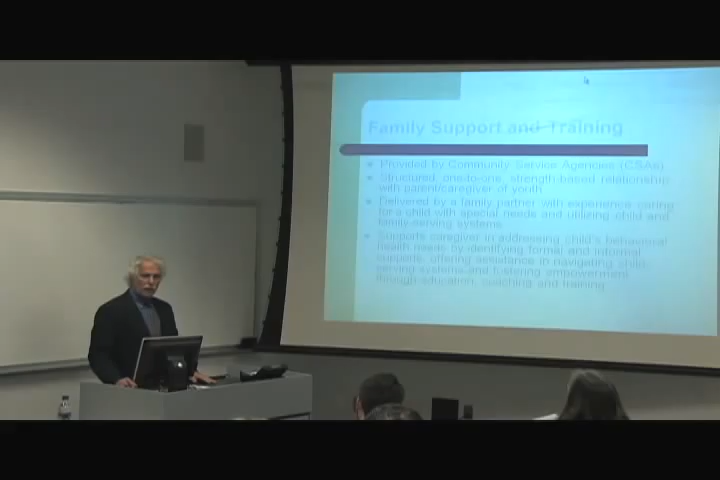 Family Support and Training
Provided by Community Service Agencies (CSAs)
Structured, one-to-one, strength-based relationship
with parent/caregiver of youth
Delivered by a family partner with experience caring
for a child with special needs and utilizing child and
family-serving systems
Supports caregiver in addressing child's behavioral
health needs by identifying formal and informal
supports, offering assistance in navigating child-
serving systems and fostering empowerment
through education, coaching and training